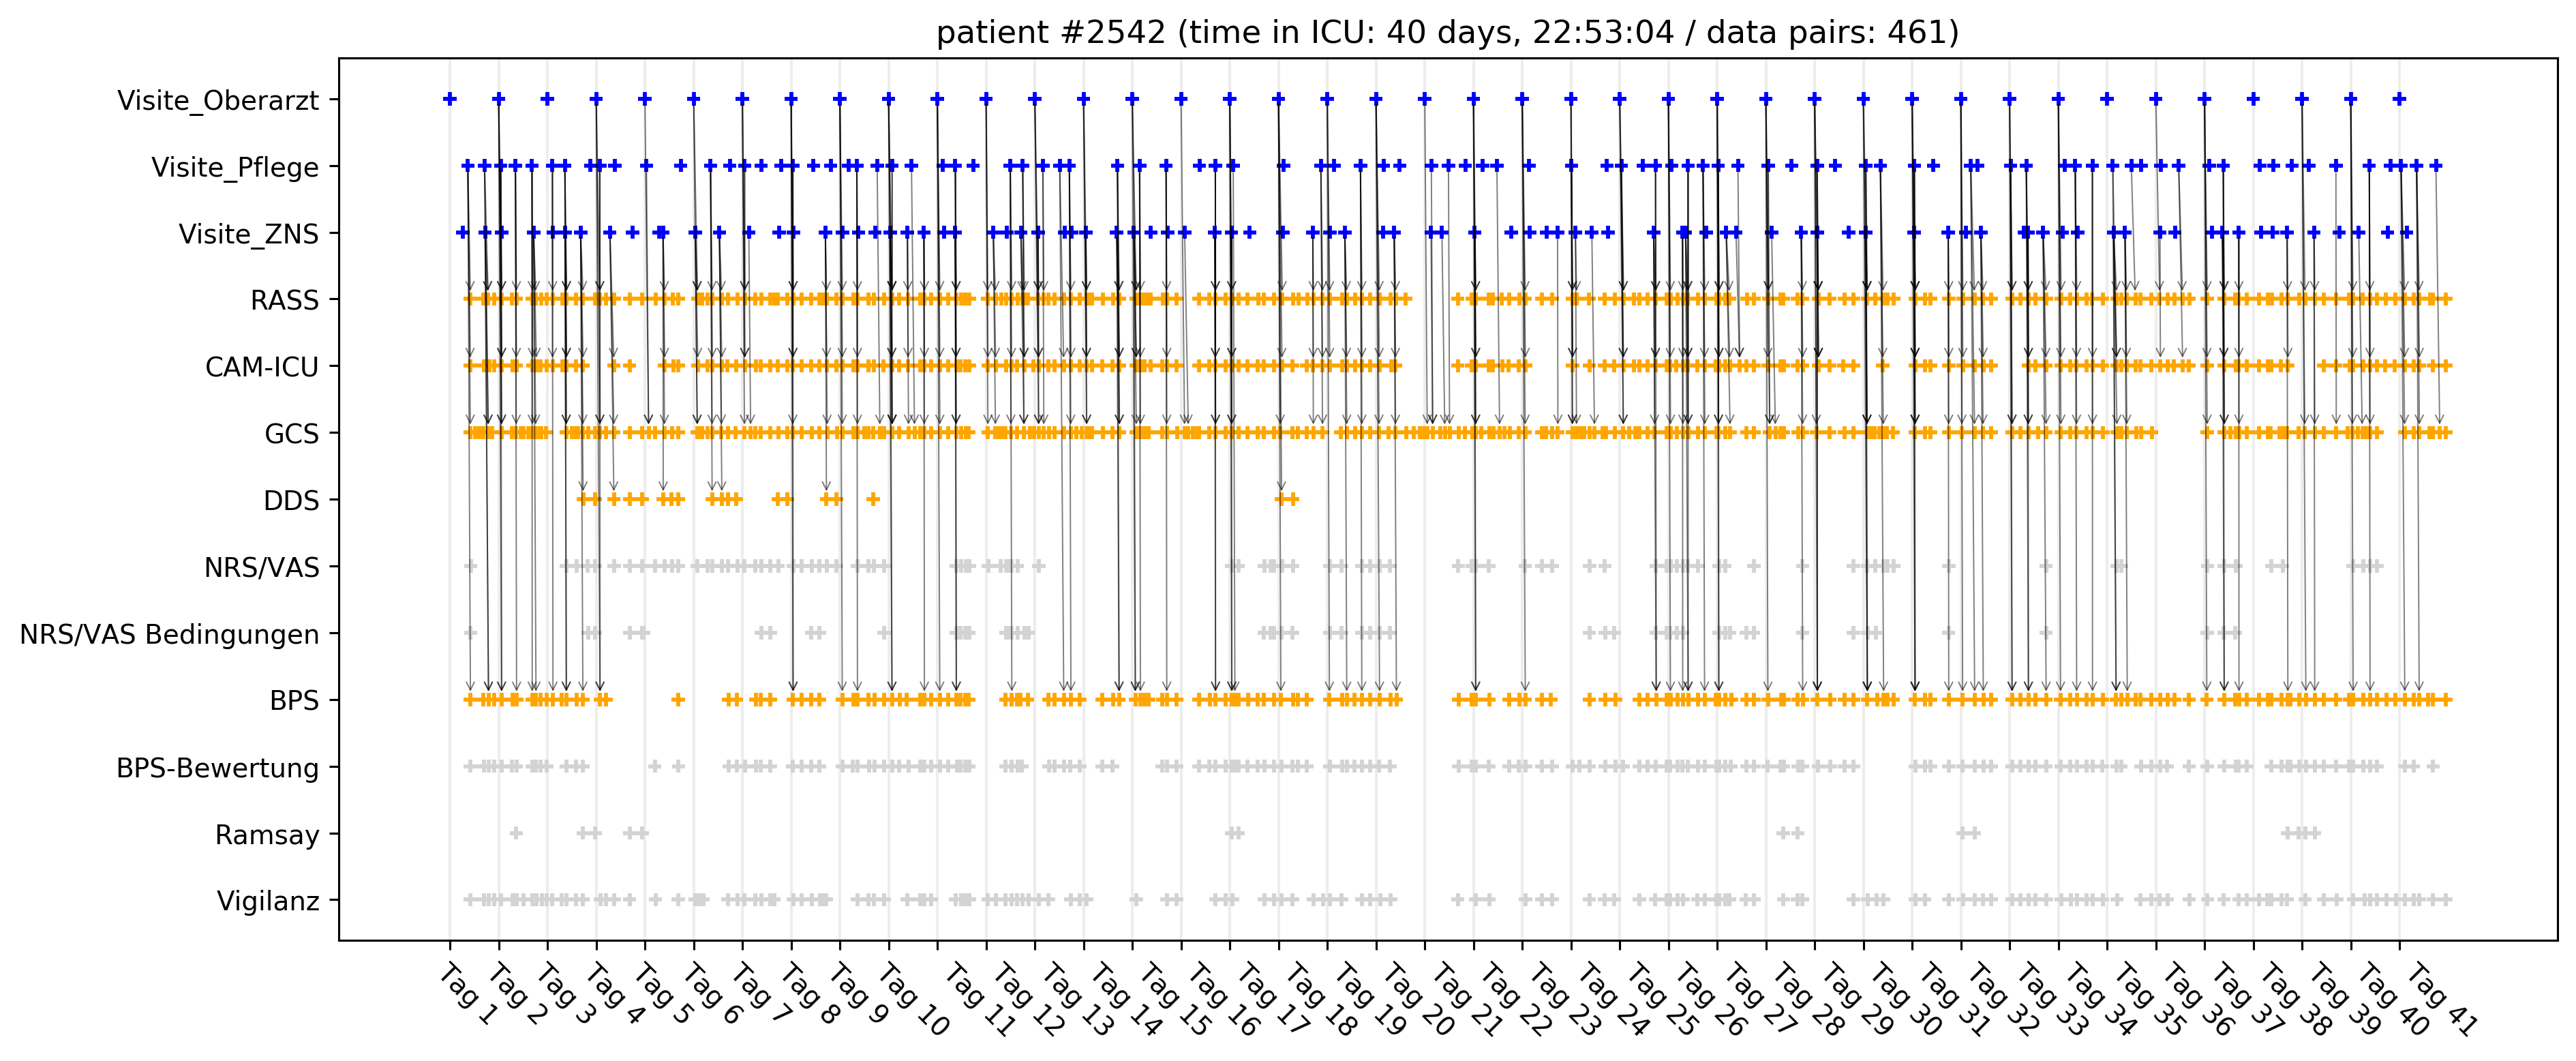 patient #2542 (time in ICU: 40 days, 22:53:04 / data pairs: 461)
Visite_Oberarzt
Visite_Pflege
Visite_ZNS
RASS
CAM-ICU
GCS
DDS
NRS/VAS
NRS/VAS Bedingungen
BPS
BPS-Bewertung
Ramsay
Vigilanz
Tag 1
Tag 2
Tag 3
Tag 4
Tag 5
Tag 6
Tag 7
Tag 8
Tag 9
Tag 10
Tag 11
Tag 12
Tag 13
Tag 14
Tag 15
Tag 16
Tag 17
Tag 18
Tag 19
Tag 20
Tag 21
Tag 22
Tag 23
Tag 24
Tag 25
Tag 26
Tag 27
Tag 28
Tag 29
Tag 30
Tag 31
Tag 32
Tag 33
Tag 34
Tag 35
Tag 36
Tag 37
Tag 38
Tag 39
Tag 40
Tag 41